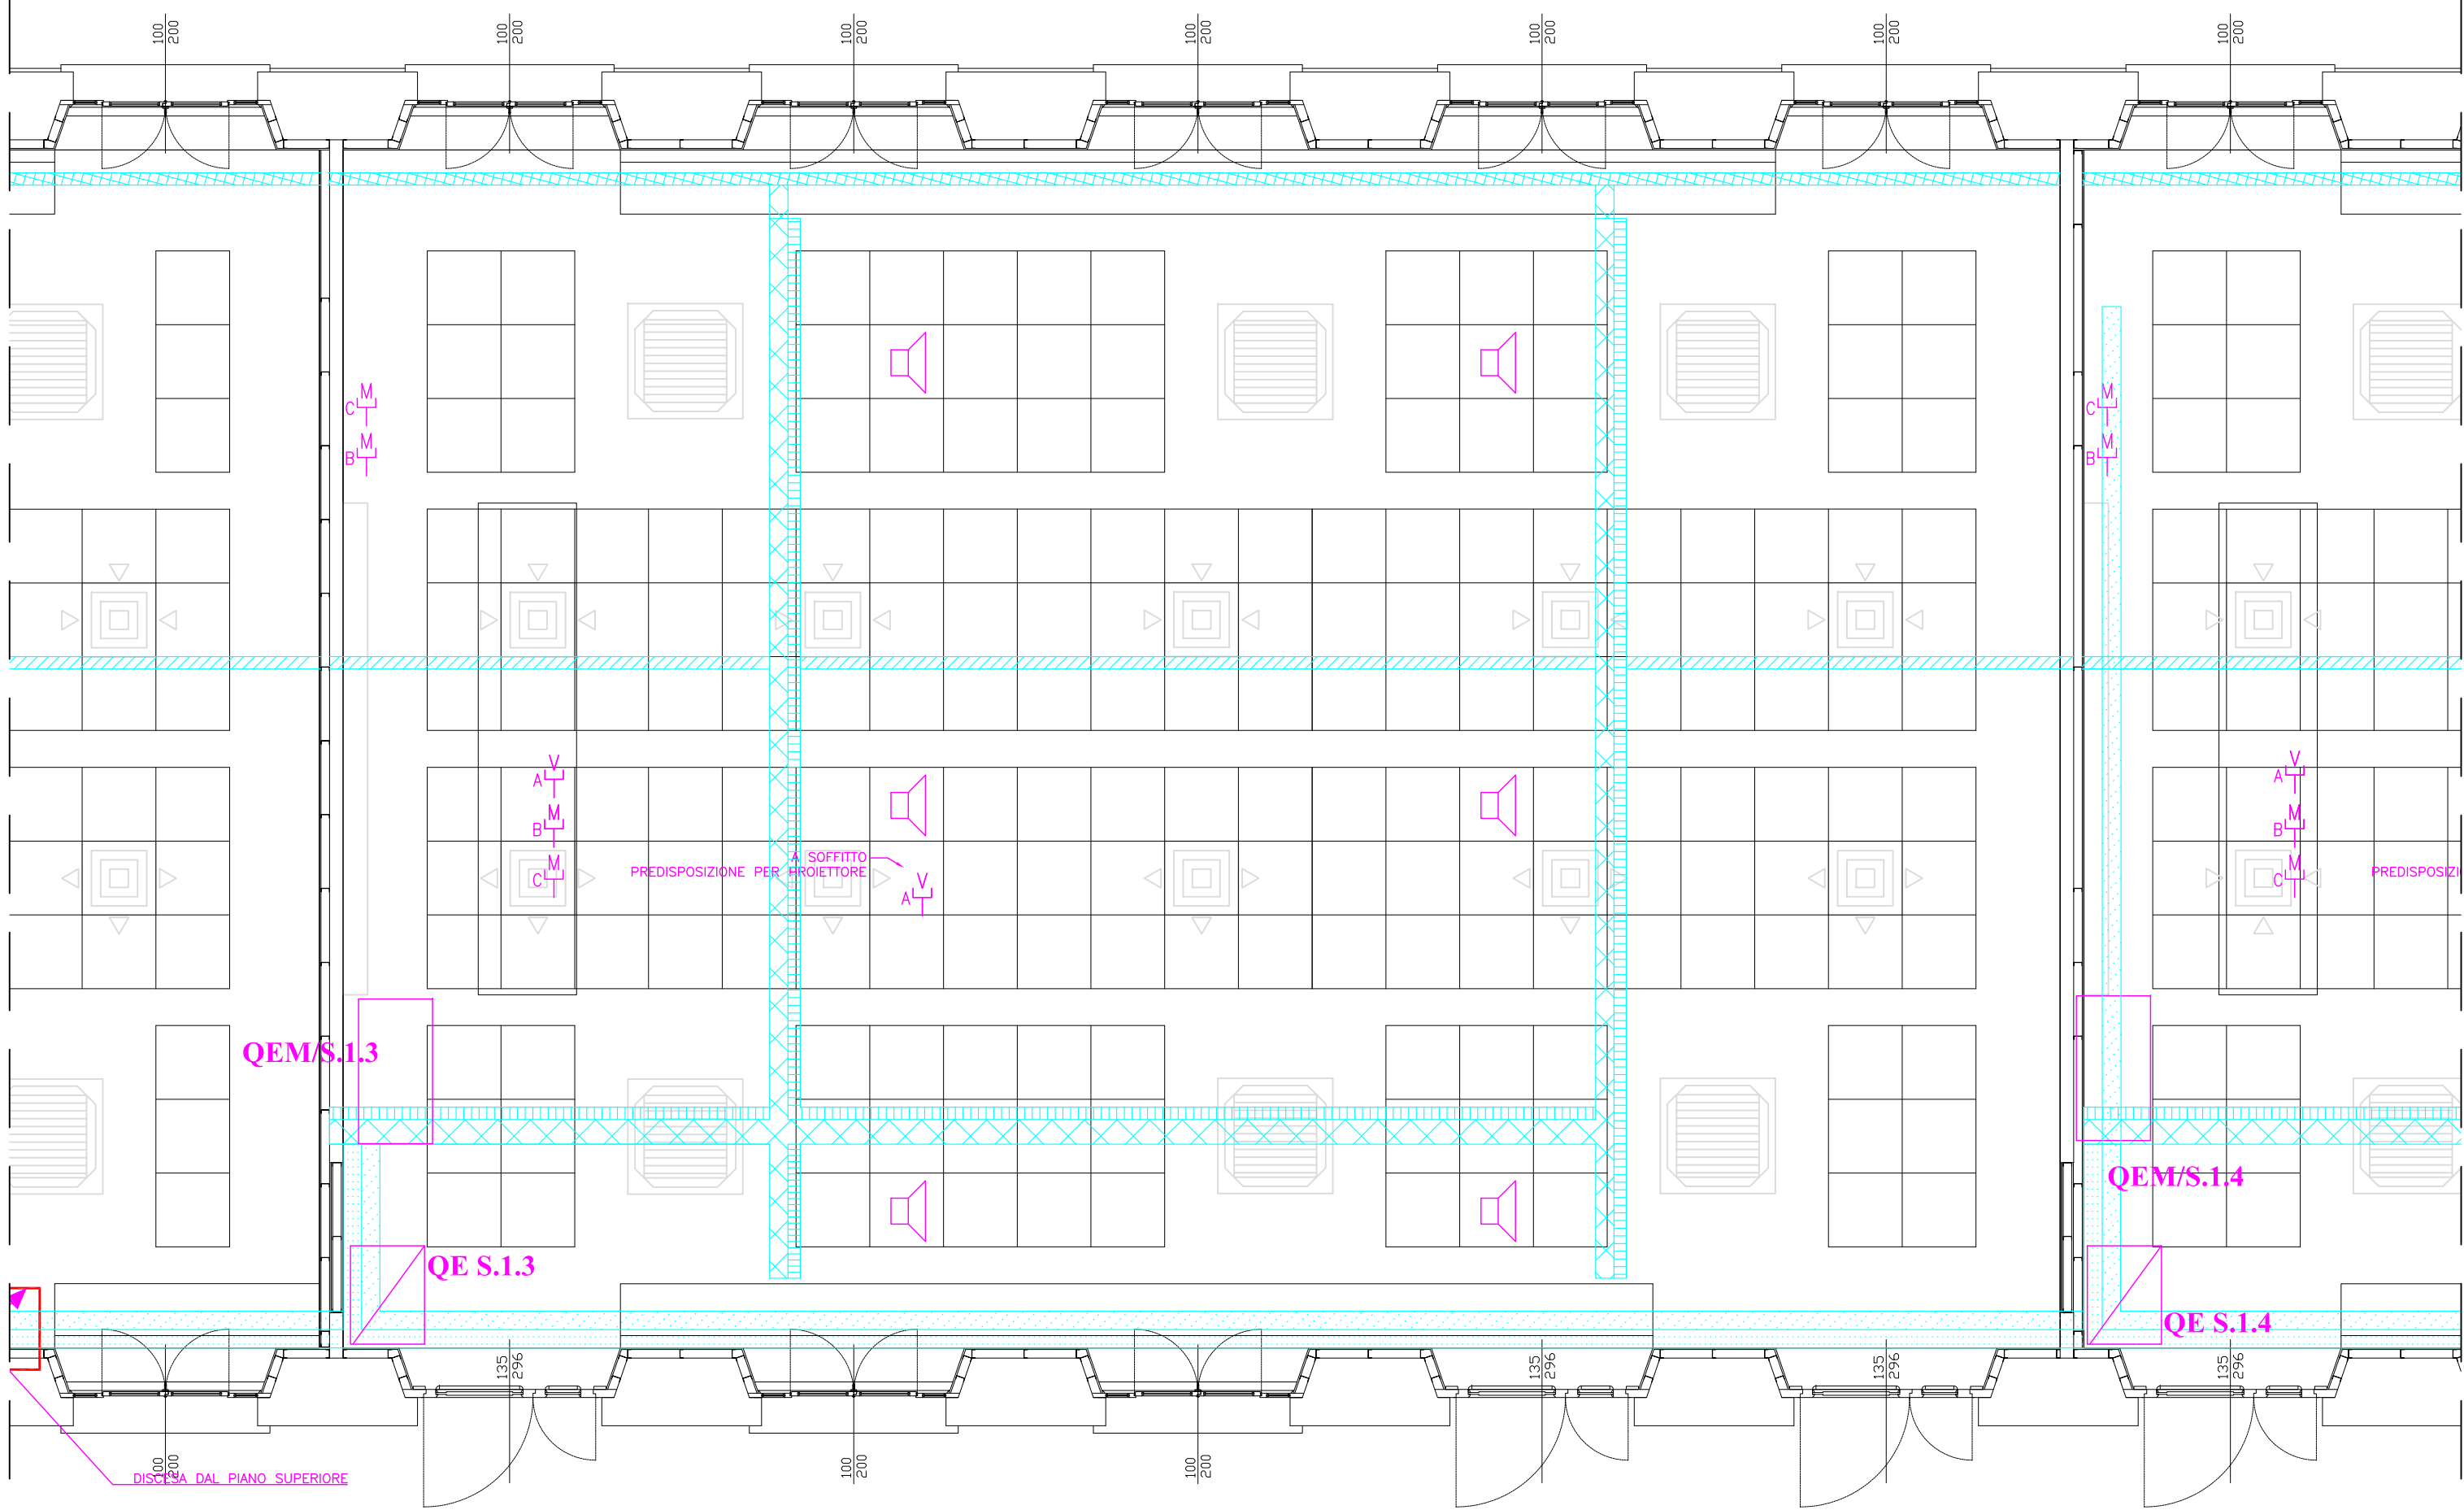 100
200
100
200
100
200
100
200
100
200
100
200
100
200
M
C
M
B
M
C
M
B
V
A
M
B
M
C
A SOFFITTO
PREDISPOSIZIONE PER PROIETTORE
V
A
V
A
M
B
M
C
PREDISPOSIZI
QEM/S.1.3
QEM/S.1.4
QE S.1.3
QE S.1.4
135
296
135
296
135
296
135
296
100
200
100
200
100
200
DISCESA DAL PIANO SUPERIORE